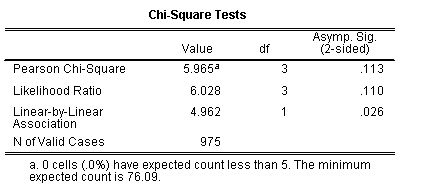 Chi-Square Tests
Value df Asymp. Sig. (2-sided)
Pearson Chi-Square 5.965a 3 .113
Likelihood Ratio 6.028 3 .110
Linear-by-Linear Association 4.962 1 .026
N of Valid Cases 975
a. 0 cells (,0%) have expected count less than 5. The minimum
expected count is 76.09.